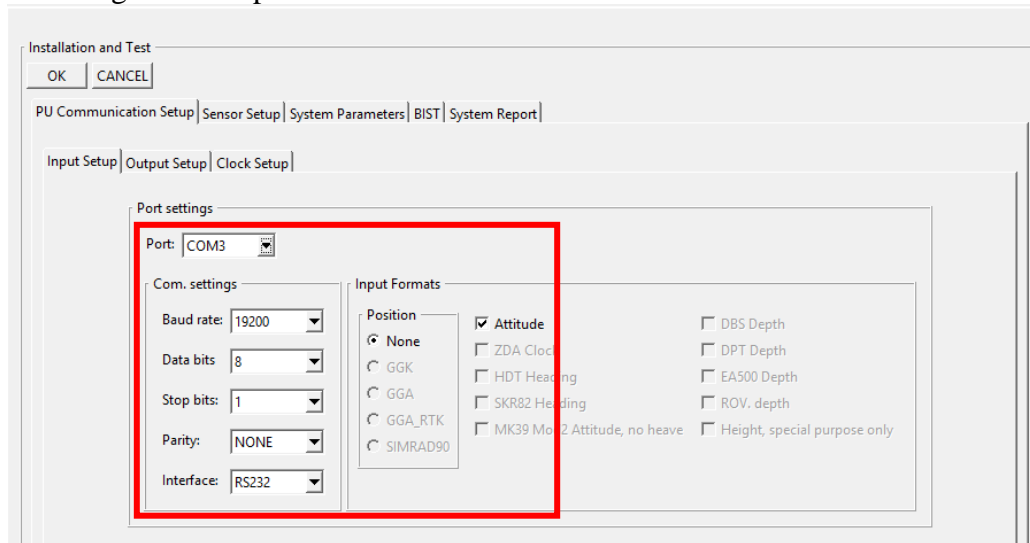 Installation and Test
OK CANCEL
PU Communication Setup Sensor Setup System Parameters BIST System Report
Input Setup Output Setup Clock Setup
Port settings
Port: COM3
Com. settings
Baud rate: 19200
Data bits 8
Stop bits: 1
Parity: NONE
Interface: RS232
Input Formats
Position
None
GGK
GGA
GGA_RTK
SIMRAD90
Attitude
ZDA Clock
HDT Heading
SKR82 Heading
MK39 Mod2 Attitude, no heave
DBS Depth
DPT Depth
EA500 Depth
ROV. depth
Height, special purpose only